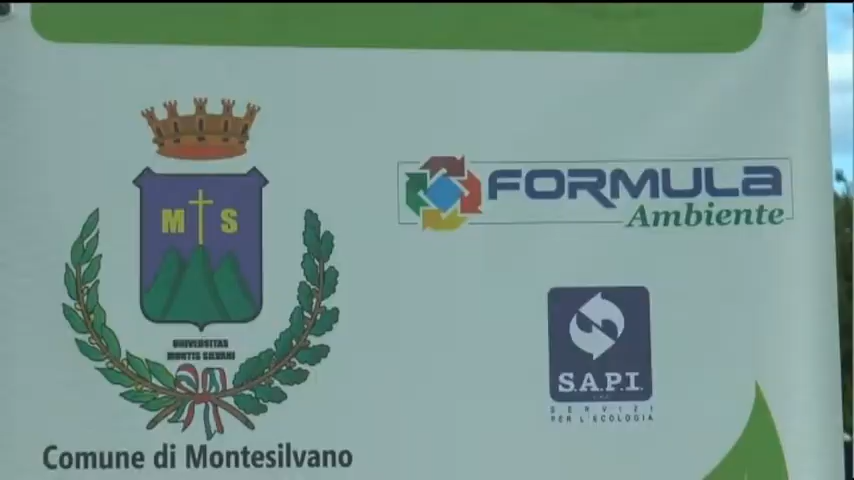 M S
UNIVERSITAS
MONTIS SILVANI
Comune di Montesilvano
FORMULA
Ambiente
S.A.P.I.
SERVIZI
PER L'ECOLOGIA